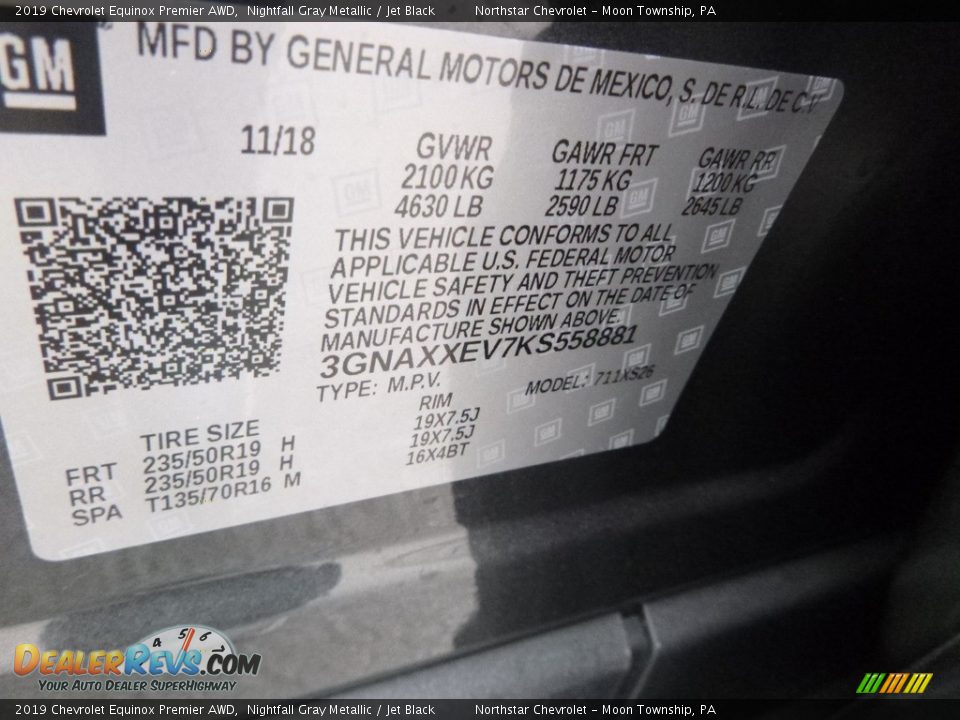 2019 Chevrolet Equinox Premier AWD, Nightfall Gray Metallic / Jet Black Northstar Chevrolet – Moon Township, PA
GM
MFD BY GENERAL MOTORS DE MEXICO, S. DE R.L. DE C.V
11/18
GVWR GAWR FRT GAWR RR
2100 KG 1175 KG 1200 KG
4630 LB 2590 LB 2645 LB
THIS VEHICLE CONFORMS TO ALL
APPLICABLE U.S. FEDERAL MOTOR
VEHICLE SAFETY AND THEFT PREVENTION
STANDARDS IN EFFECT ON THE DATE OF
MANUFACTURE SHOWN ABOVE.
3GNAXXEV7KS558881
TYPE: M.P.V. MODEL: 711XS26
TIRE SIZE RIM
FRT 235/50R19 H 19X7.5J
RR 235/50R19 H 19X7.5J
SPA T135/70R16 M 16X4BT
4 5 6 7
DealerRevs.com
Your Auto Dealer SuperHighway
2019 Chevrolet Equinox Premier AWD, Nightfall Gray Metallic / Jet Black Northstar Chevrolet – Moon Township, PA